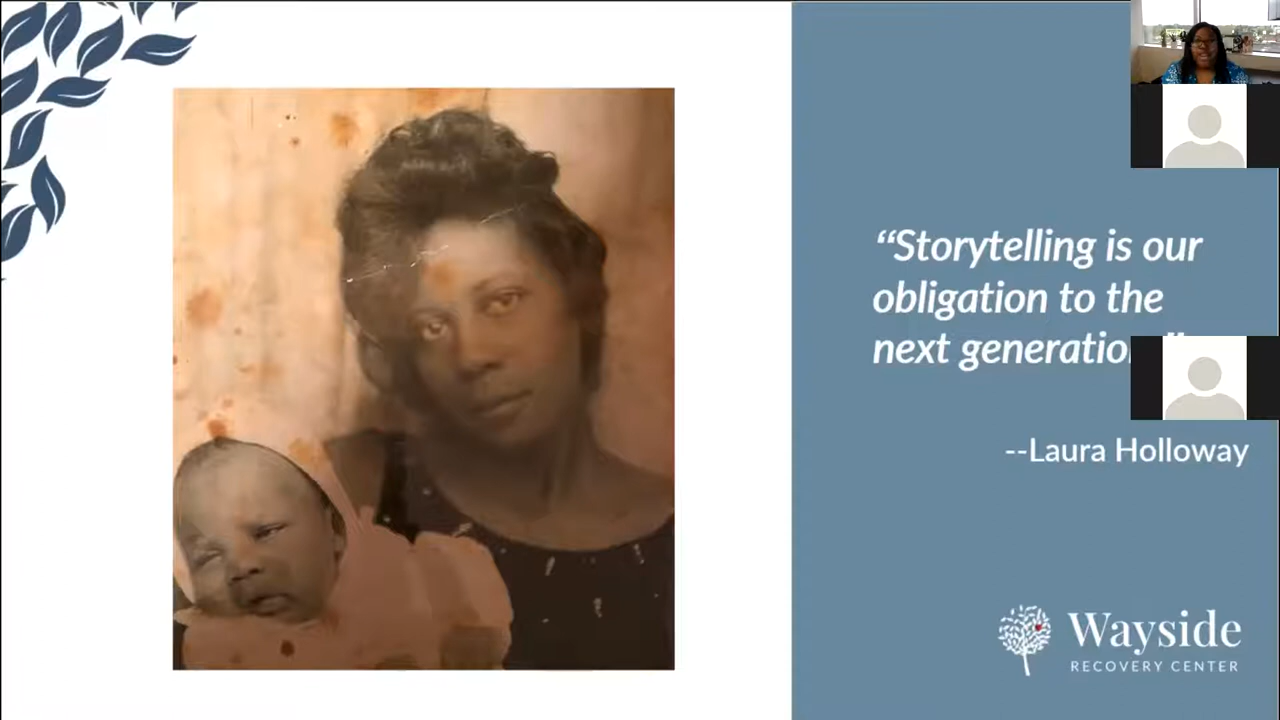 “Storytelling is our
obligation to the
next generatio
--Laura Holloway
Wayside
RECOVERY CENTER